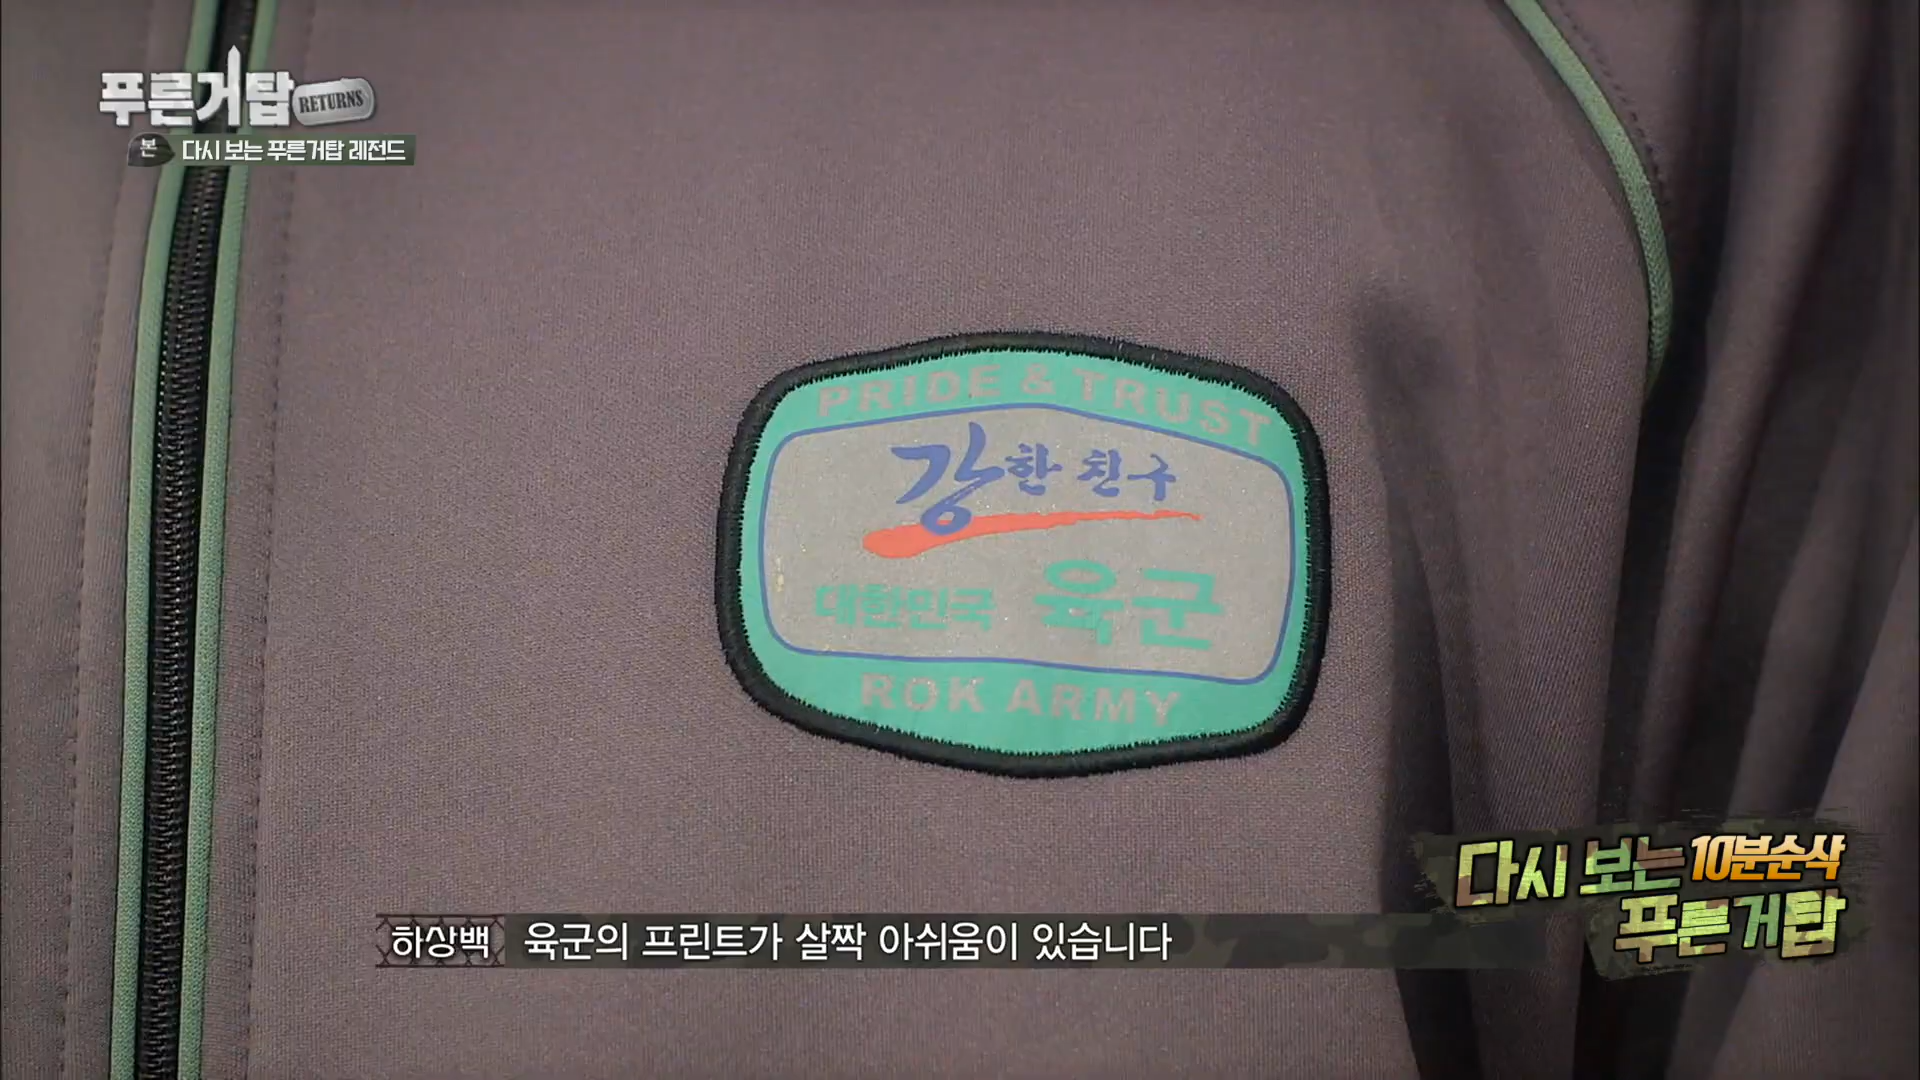 푸른거탑 RETURNS
본 다시 보는 푸른거탑 레전드
PRIDE & TRUST
강한 친구
대한민국 육군
ROK ARMY
다시 보는 10분순삭
푸른거탑
하상백 육군의 프린트가 살짝 아쉬움이 있습니다